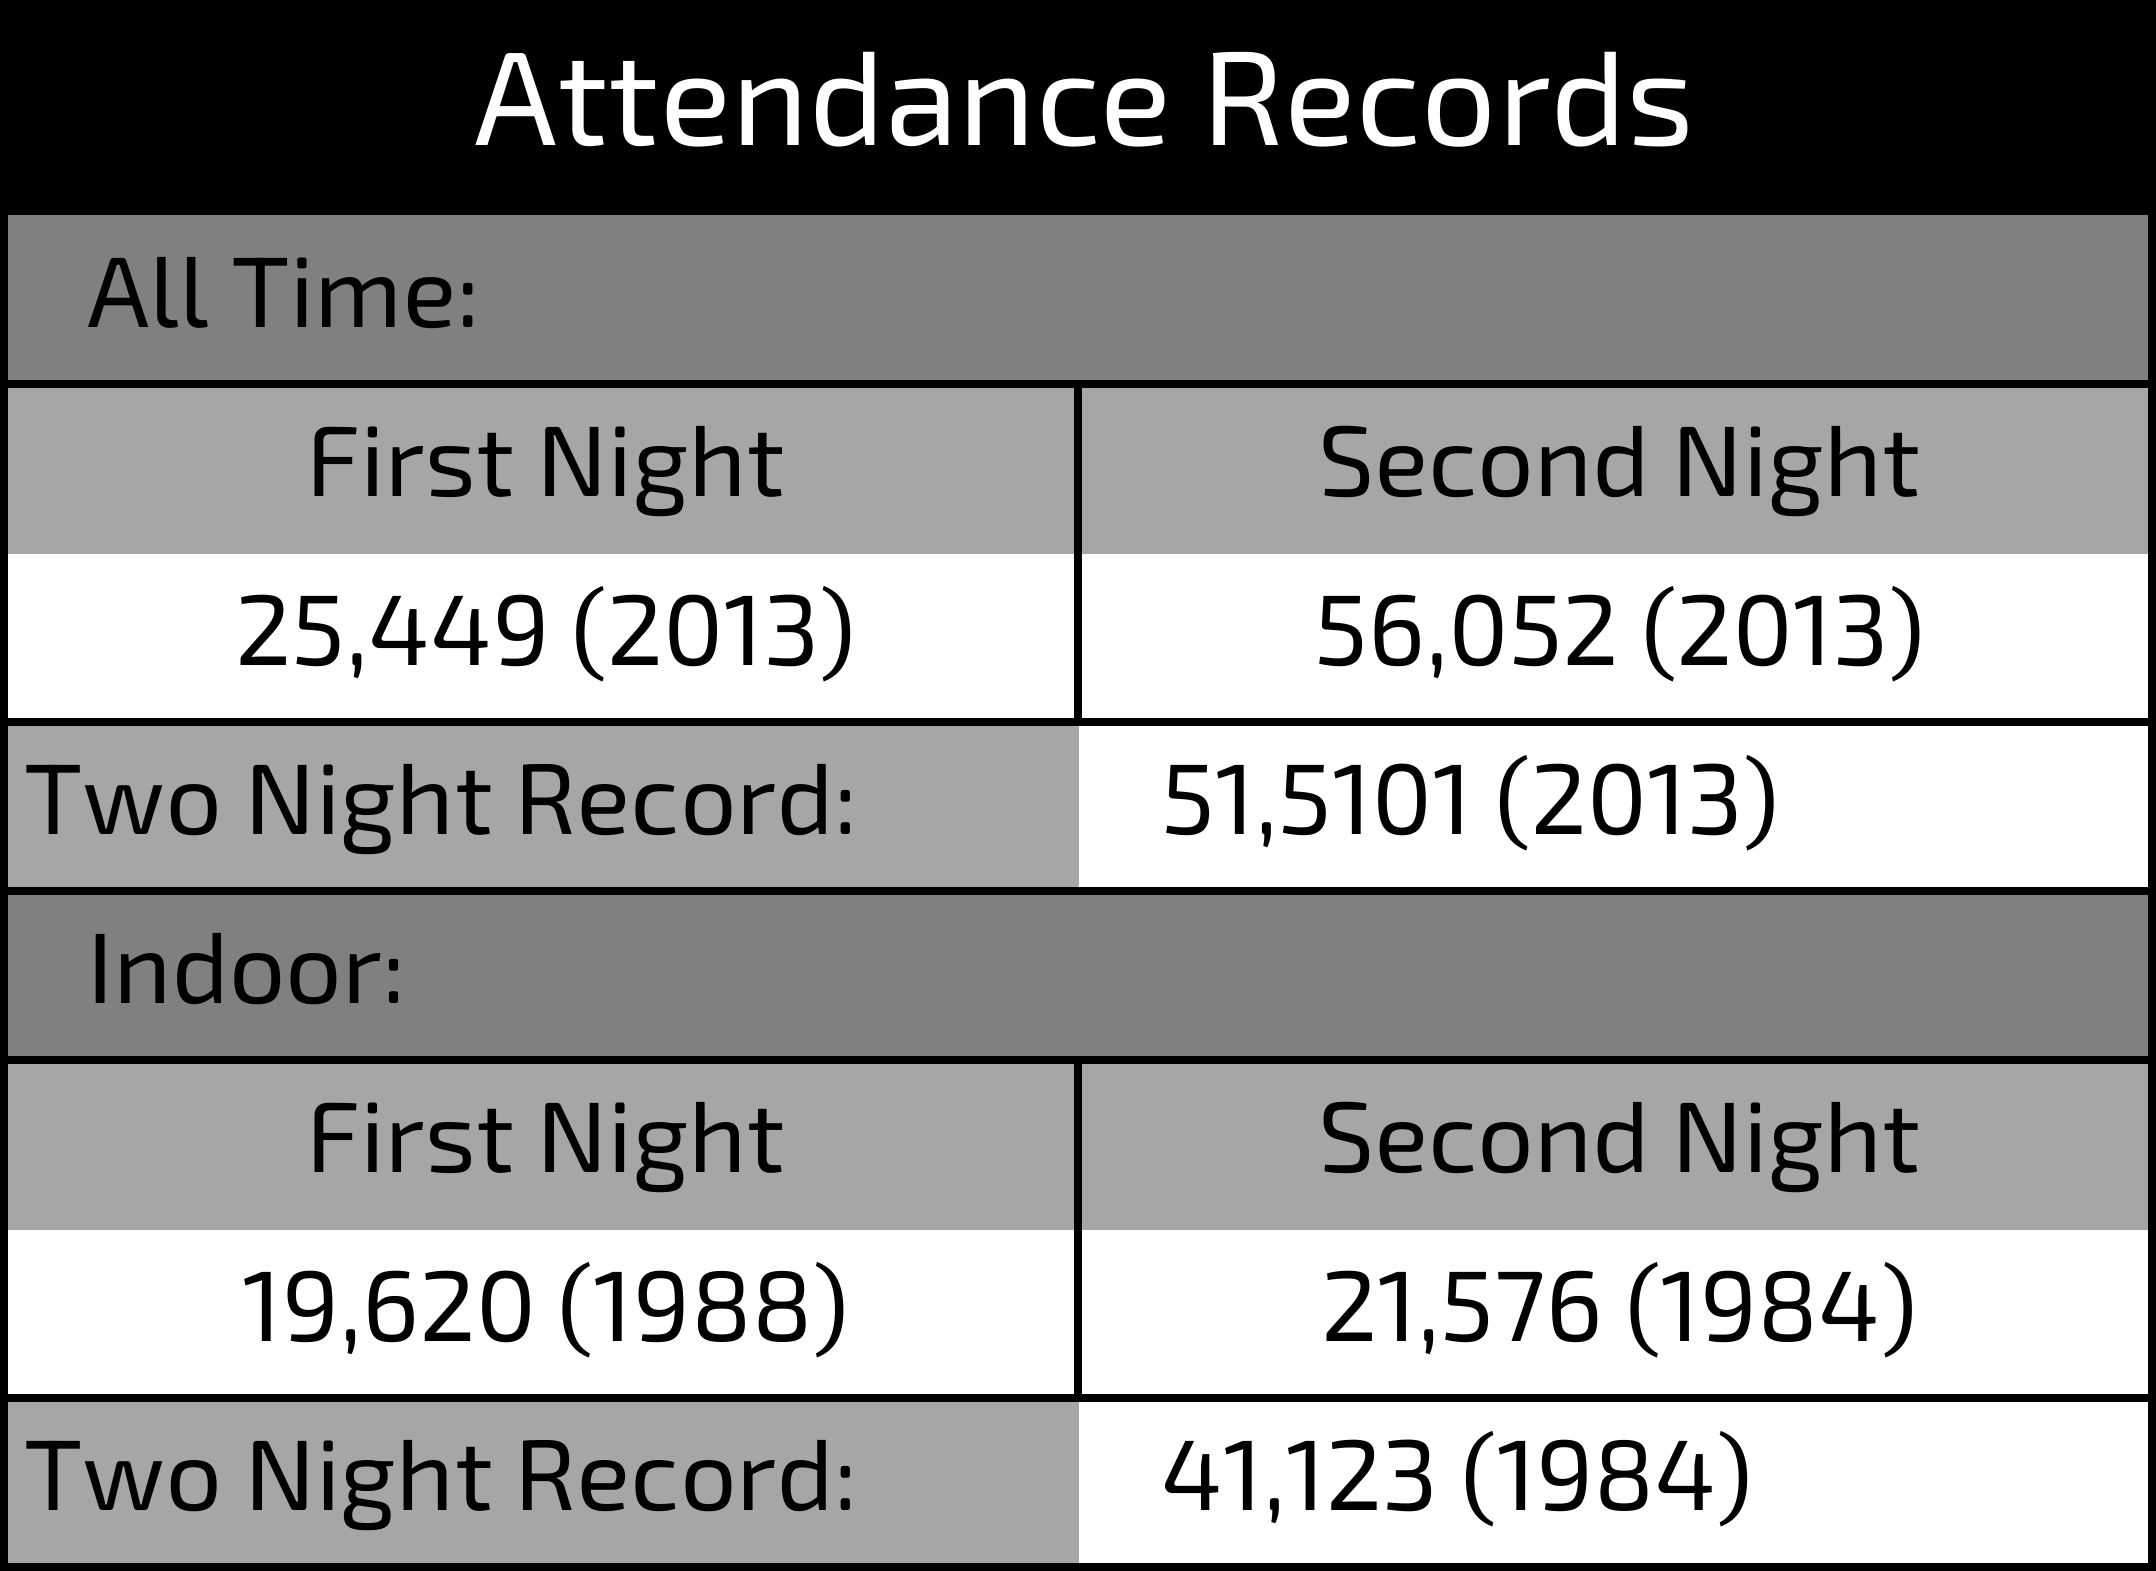 Attendance Records
All Time:
First Night Second Night
25,449 (2013) 56,052 (2013)
Two Night Record: 51,5101 (2013)
Indoor:
First Night Second Night
19,620 (1988) 21,576 (1984)
Two Night Record: 41,123 (1984)